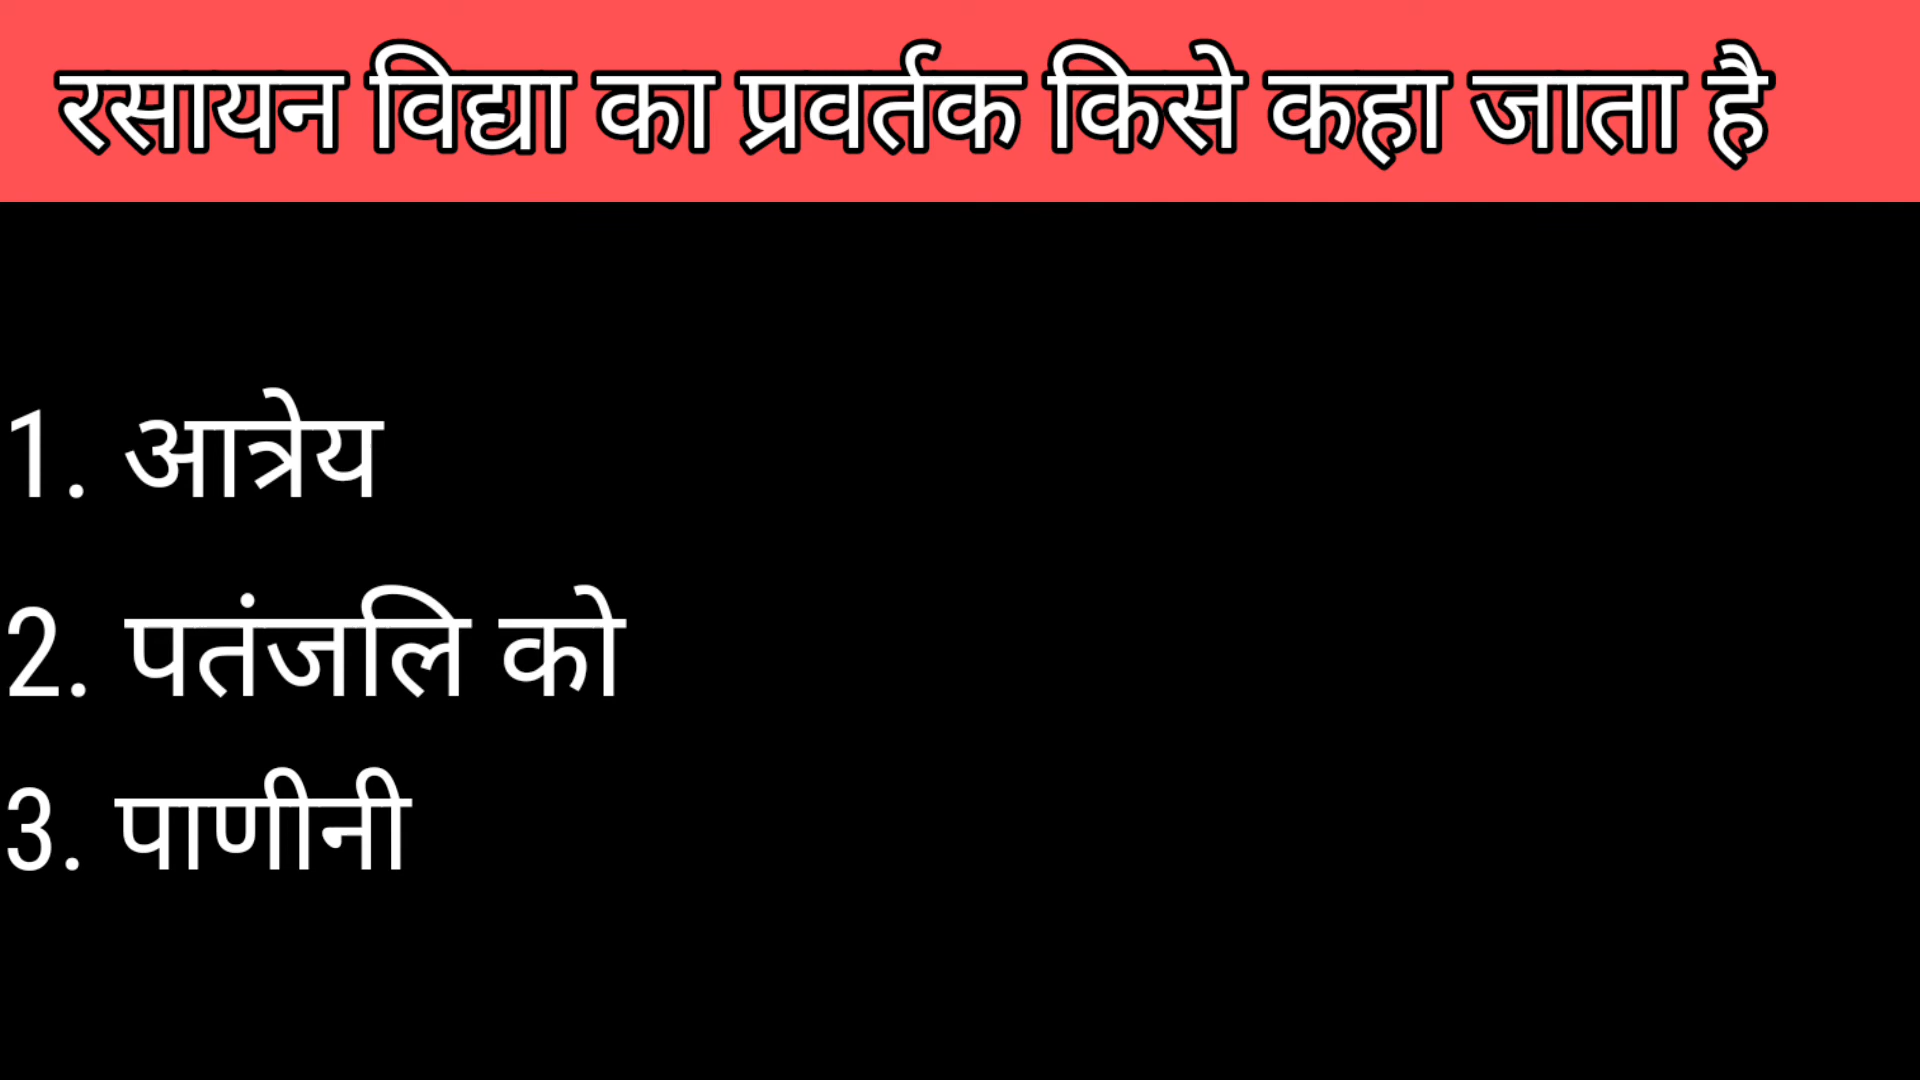 रसायन विद्या का प्रवर्तक किसे कहा जाता है
1. आत्रेय
2. पतंजलि को
3. पाणीनी